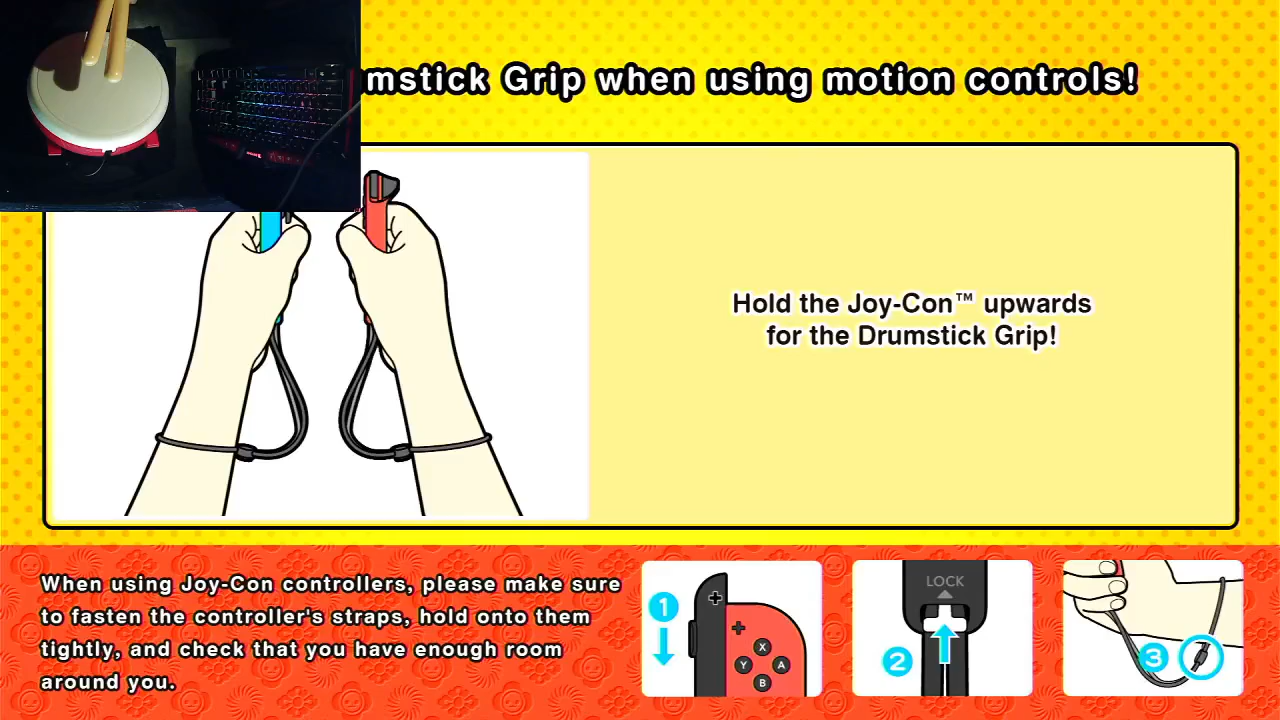 mstick Grip when using motion controls!
Hold the Joy-Con™ upwards
for the Drumstick Grip!
When using Joy-Con controllers, please make sure
to fasten the controller's straps, hold onto them
tightly, and check that you have enough room
around you.
1
X
Y A
B
LOCK
2
3